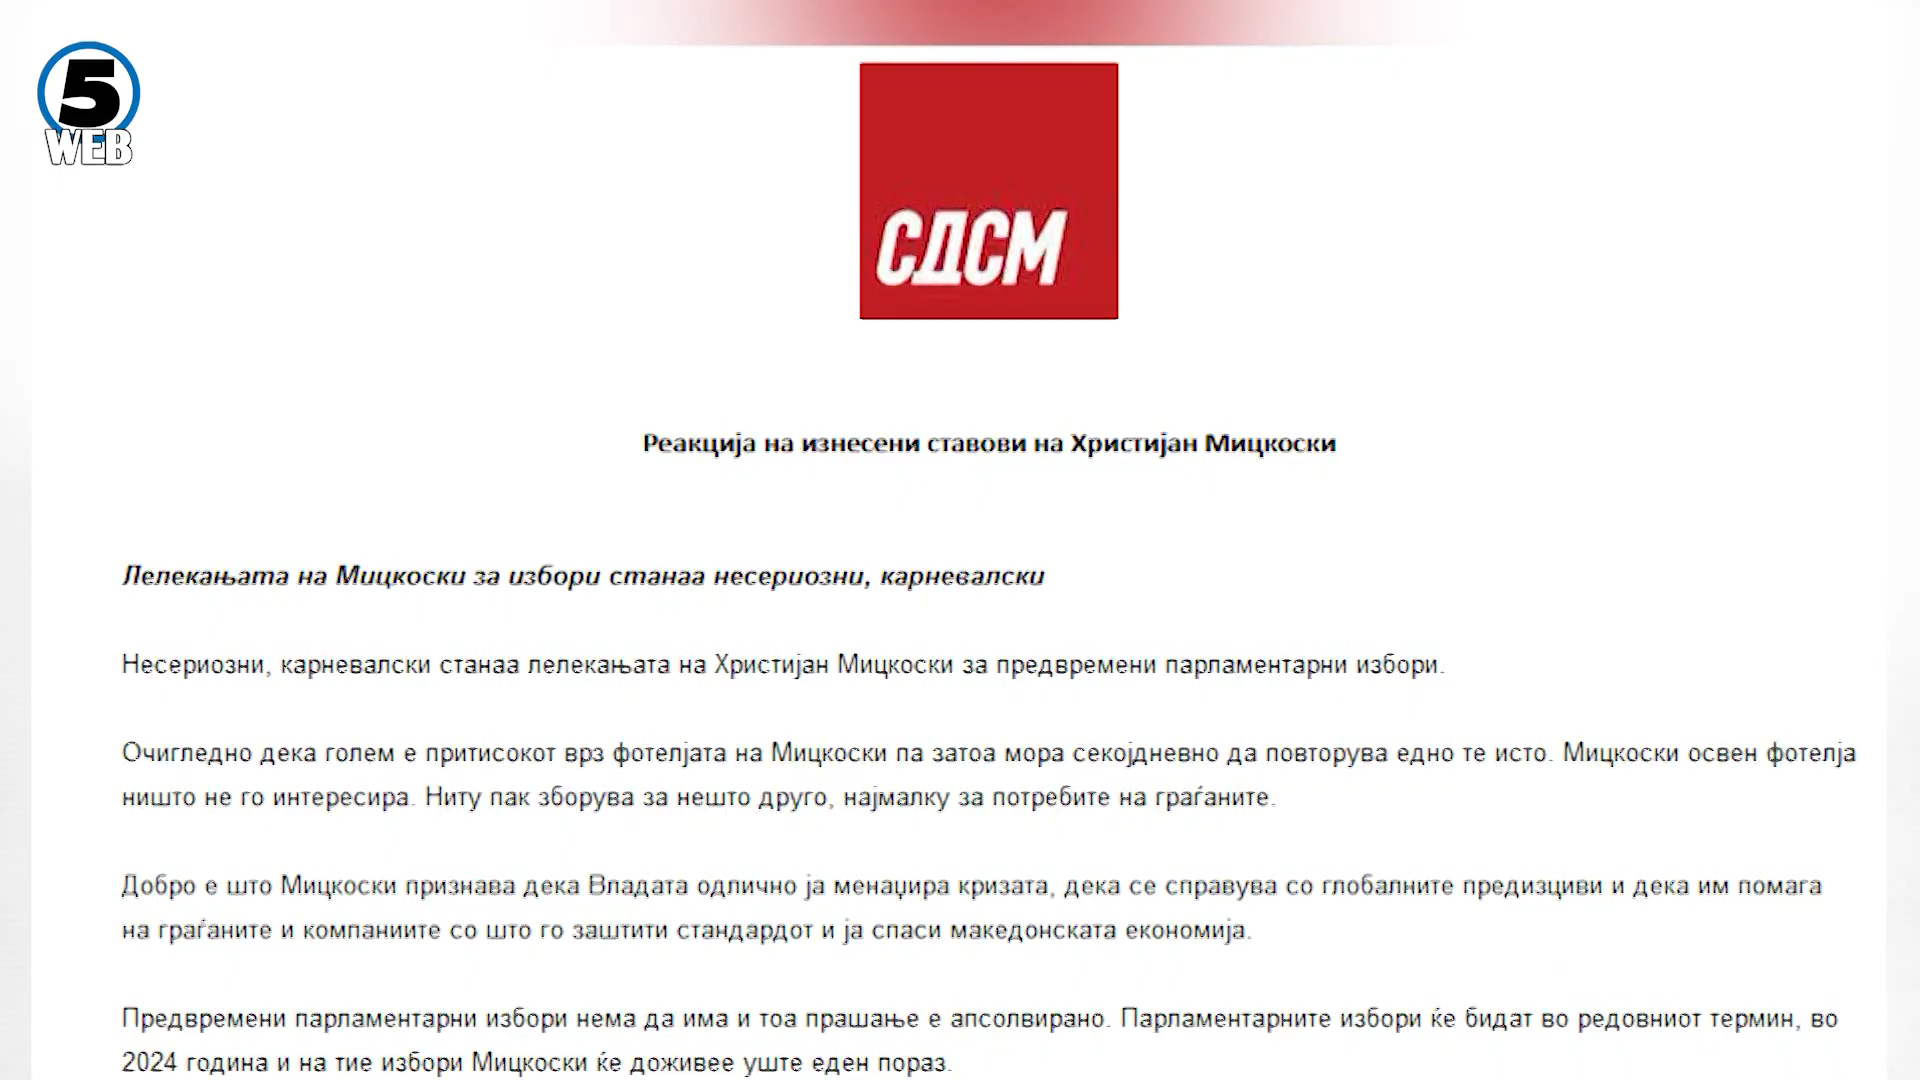 5
WEB
СДСМ
Реакција на изнесени ставови на Христијан Мицкоски
Лелекањата на Мицкоски за избори станаа несериозни, карневалски
Несериозни, карневалски станаа лелекањата на Христијан Мицкоски за предвремени парламентарни избори.
Очигледно дека голем е притисокот врз фотелјата на Мицкоски па затоа мора секојдневно да повторува едно те исто. Мицкоски освен фотелја
ништо не го интересира. Ниту пак зборува за нешто друго, најмалку за потребите на граѓаните.
Добро е што Мицкоски признава дека Владата одлично ја менаџира кризата, дека се справува со глобалните предизциви и дека им помага
на граѓаните и компаниите со што го заштити стандардот и ја спаси македонската економија.
Предвремени парламентарни избори нема да има и тоа прашање е апсолвирано. Парламентарните избори ќе бидат во редовниот термин, во
2024 година и на тие избори Мицкоски ќе доживее уште еден пораз.